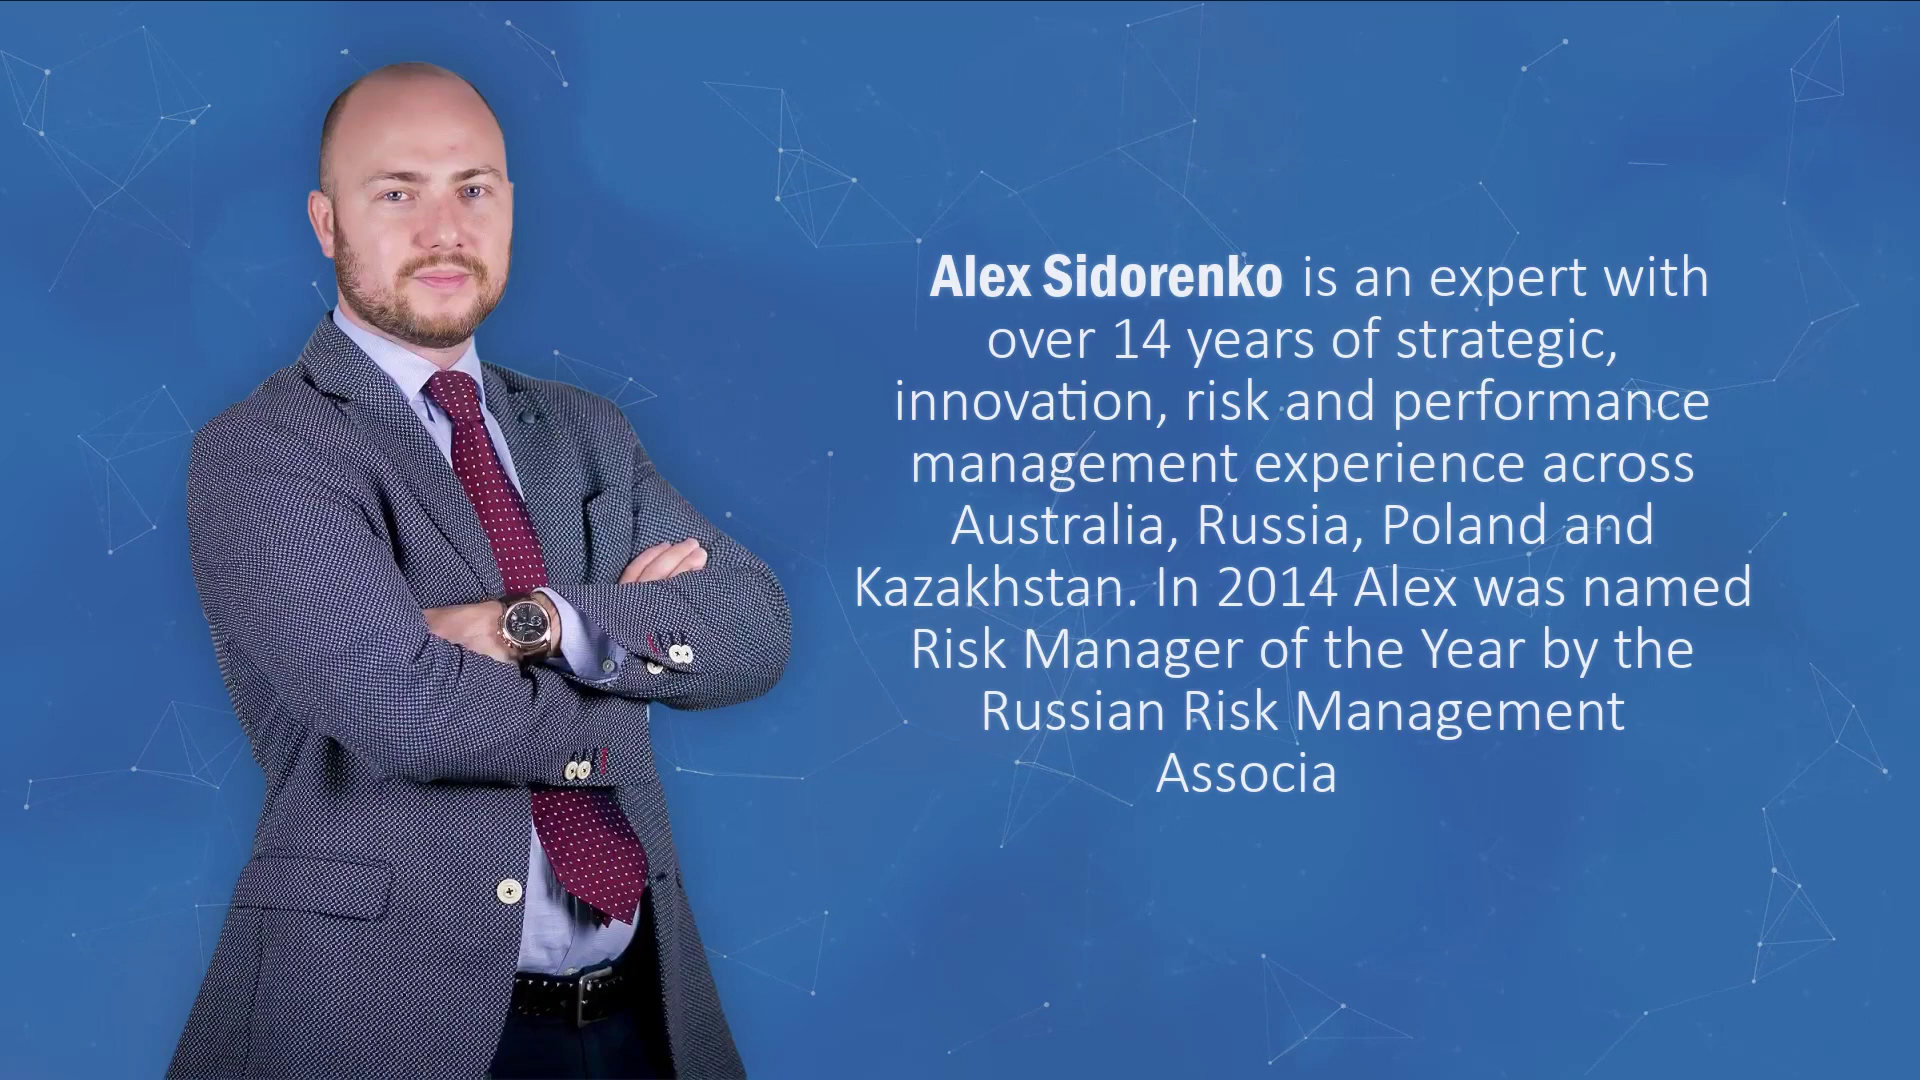 Alex Sidorenko is an expert with
over 14 years of strategic,
innovation, risk and performance
management experience across
Australia, Russia, Poland and
Kazakhstan. In 2014 Alex was named
Risk Manager of the Year by the
Russian Risk Management
Associa